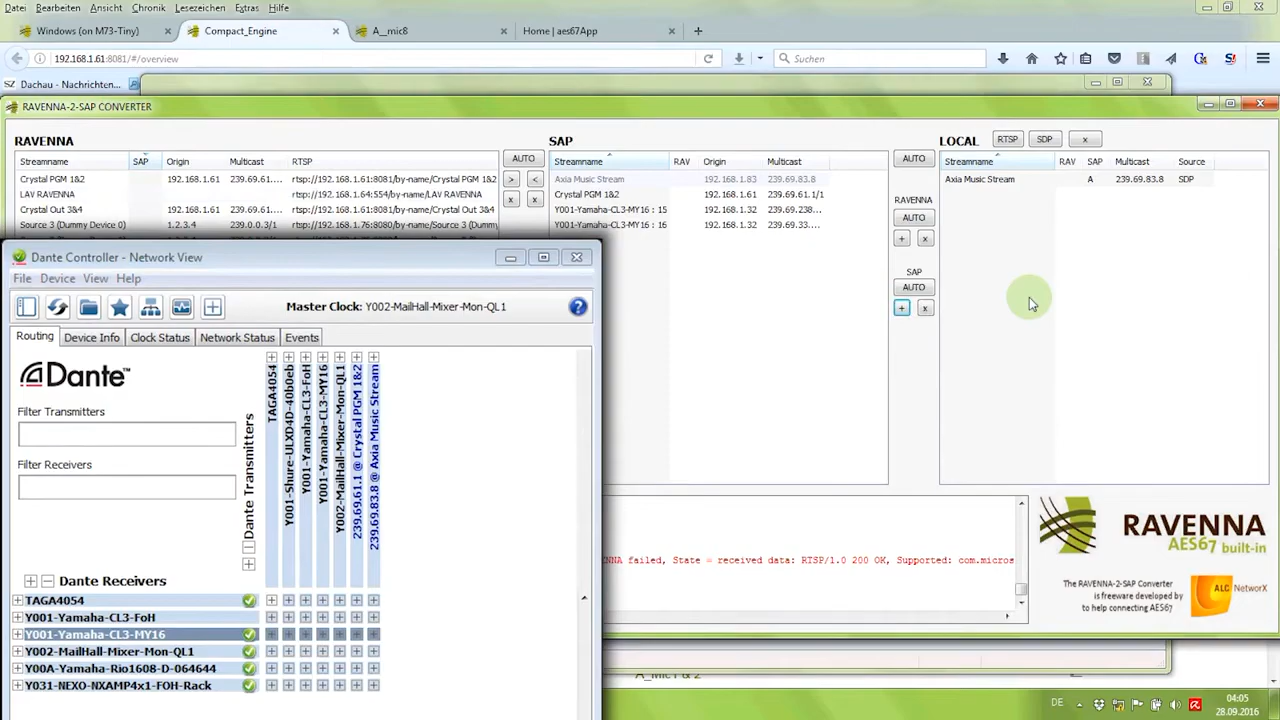 Datei Bearbeiten Ansicht Chronik Lesezeichen Extras Hilfe
Windows (on M73-Tiny) × Compact_Engine × A__mic8 × Home | aes67App × +
192.168.1.61:8081/#/overview Suchen
SZ Dachau - Nachrichten...
RAVENNA-2-SAP CONVERTER
RAVENNA SAP LOCAL RTSP SDP x
Streamname SAP Origin Multicast RTSP AUTO Streamname RAV Origin Multicast AUTO Streamname RAV SAP Multicast Source
Crystal PGM 1&2 192.168.1.61 239.69.61.... rtsp://192.168.1.61:8081/by-name/Crystal PGM 1&2 > < Axia Music Stream 192.168.1.83 239.69.83.8 Axia Music Stream A 239.69.83.8 SDP
LAV RAVENNA rtsp://192.168.1.64:554/by-name/LAV RAVENNA x x Crystal PGM 1&2 192.168.1.61 239.69.61.1/1 RAVENNA
Crystal Out 3&4 192.168.1.61 239.69.61.... rtsp://192.168.1.61:8081/by-name/Crystal Out 3&4 Y001-Yamaha-CL3-MY16 : 15 192.168.1.32 239.69.238... AUTO
Source 3 (Dummy Device 0) 1.2.3.4 239.0.0.3/1 rtsp://192.168.1.76:8080/by-name/Source 3 (Dummy Y001-Yamaha-CL3-MY16 : 16 192.168.1.32 239.69.33....
+ x
SAP
AUTO
+ x
Dante Controller - Network View
File Device View Help
Master Clock: Y002-MailHall-Mixer-Mon-QL1 ?
Routing Device Info Clock Status Network Status Events
Dante™
Filter Transmitters
Filter Receivers
Dante Transmitters
TAGA4054
Y001-Shure-ULXD4D-40b0eb
Y001-Yamaha-CL3-FoH
Y001-Yamaha-CL3-MY16
Y002-MailHall-Mixer-Mon-QL1
239.69.61.1 @ Crystal PGM 1&2
239.69.83.8 @ Axia Music Stream
Dante Receivers
TAGA4054
Y001-Yamaha-CL3-FoH
Y001-Yamaha-CL3-MY16
Y002-MailHall-Mixer-Mon-QL1
Y00A-Yamaha-Rio1608-D-064644
Y031-NEXO-NXAMP4x1-FOH-Rack
ENNA failed, State = received data: RTSP/1.0 200 OK, Supported: com.micros
RAVENNA
AES67 built-in
The RAVENNA-2-SAP Converter
is freeware developed by
to help connecting AES67
ALC NetworX
A_Mic1 & 2
DE 04:05
28.09.2016